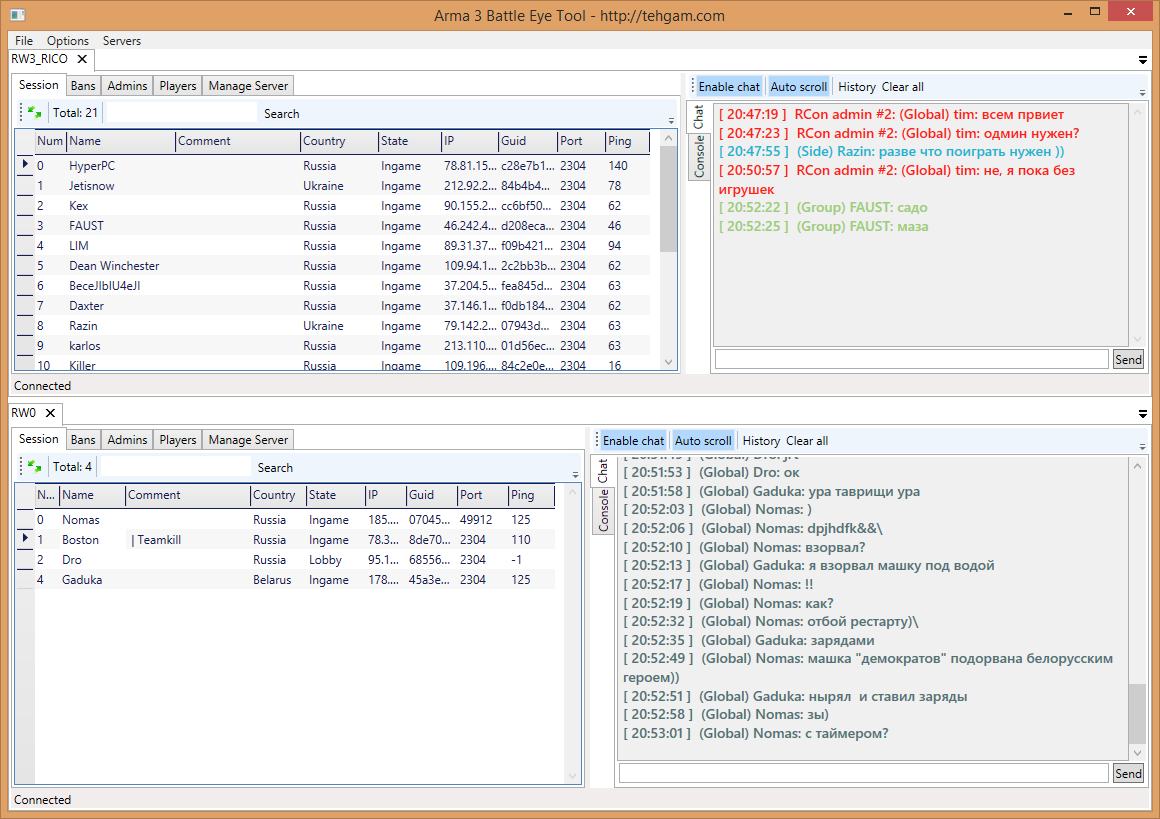 Arma 3 Battle Eye Tool - http://tehgam.com
File Options Servers
RW3_RICO
Session Bans Admins Players Manage Server
Total: 21 Search
Num Name Comment Country State IP Guid Port Ping
0 HyperPC Russia Ingame 78.81.15... c28e7b1... 2304 140
1 Jetisnow Ukraine Ingame 212.92.2... 84b4b4... 2304 78
2 Kex Russia Ingame 90.155.2... cc6bf50... 2304 62
3 FAUST Russia Ingame 46.242.4... d208eca... 2304 46
4 LIM Russia Ingame 89.31.37... f09b421... 2304 94
5 Dean Winchester Russia Ingame 109.94.1... 2c2bb3b... 2304 62
6 BeceJIbIU4eJI Russia Ingame 37.204.5... fea845d... 2304 63
7 Daxter Russia Ingame 37.146.1... f0db184... 2304 62
8 Razin Ukraine Ingame 79.142.2... 07943d... 2304 63
9 karlos Russia Ingame 213.110.... 01d56ec... 2304 63
10 Killer Russia Ingame 109.196.... 84c2e0e... 2304 16
Connected
Enable chat Auto scroll History Clear all
Chat
Console
[ 20:47:19 ] RCon admin #2: (Global) tim: всем првиет
[ 20:47:23 ] RCon admin #2: (Global) tim: одмин нужен?
[ 20:47:55 ] (Side) Razin: разве что поиграть нужен ))
[ 20:50:57 ] RCon admin #2: (Global) tim: не, я пока без
игрушек
[ 20:52:22 ] (Group) FAUST: садо
[ 20:52:25 ] (Group) FAUST: маза
Send
RW0
Session Bans Admins Players Manage Server
Total: 4 Search
N... Name Comment Country State IP Guid Port Ping
0 Nomas Russia Ingame 185.... 07045... 49912 125
1 Boston | Teamkill Russia Ingame 78.3... 8de70... 2304 110
2 Dro Russia Lobby 95.1... 68556... 2304 -1
4 Gaduka Belarus Ingame 178.... 45a3e... 2304 125
Connected
Enable chat Auto scroll History Clear all
Chat
Console
[ 20:51:53 ] (Global) Dro: ок
[ 20:51:58 ] (Global) Gaduka: ура таврищи ура
[ 20:52:03 ] (Global) Nomas: )
[ 20:52:06 ] (Global) Nomas: dpjhdfk&&\
[ 20:52:10 ] (Global) Nomas: взорвал?
[ 20:52:13 ] (Global) Gaduka: я взорвал машку под водой
[ 20:52:17 ] (Global) Nomas: !!
[ 20:52:19 ] (Global) Nomas: как?
[ 20:52:32 ] (Global) Nomas: отбой рестарту)\
[ 20:52:35 ] (Global) Gaduka: зарядами
[ 20:52:49 ] (Global) Nomas: машка "демократов" подорвана белорусским
героем))
[ 20:52:51 ] (Global) Gaduka: нырял и ставил заряды
[ 20:52:58 ] (Global) Nomas: зы)
[ 20:53:01 ] (Global) Nomas: с таймером?
Send